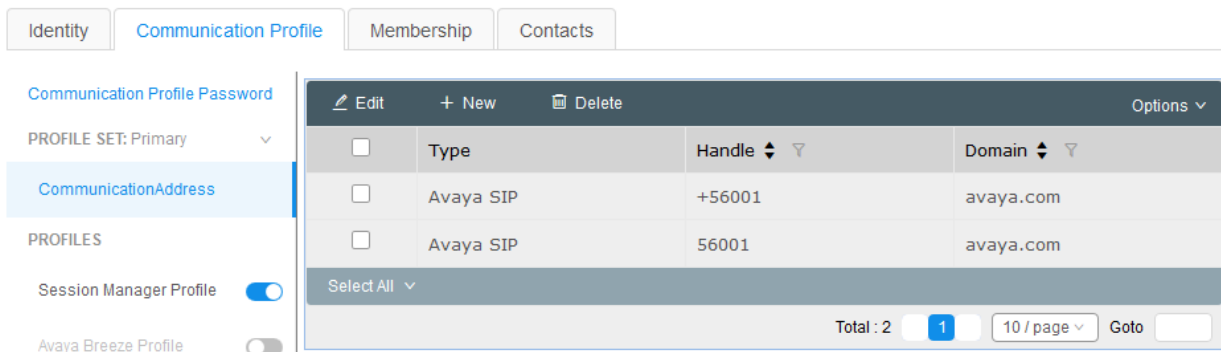 Identity Communication Profile Membership Contacts
Communication Profile Password
PROFILE SET: Primary
CommunicationAddress
PROFILES
Session Manager Profile
Avaya Breeze Profile
Edit + New Delete Options
Type Handle Domain
Avaya SIP +56001 avaya.com
Avaya SIP 56001 avaya.com
Select All
Total : 2 1 10 / page Goto